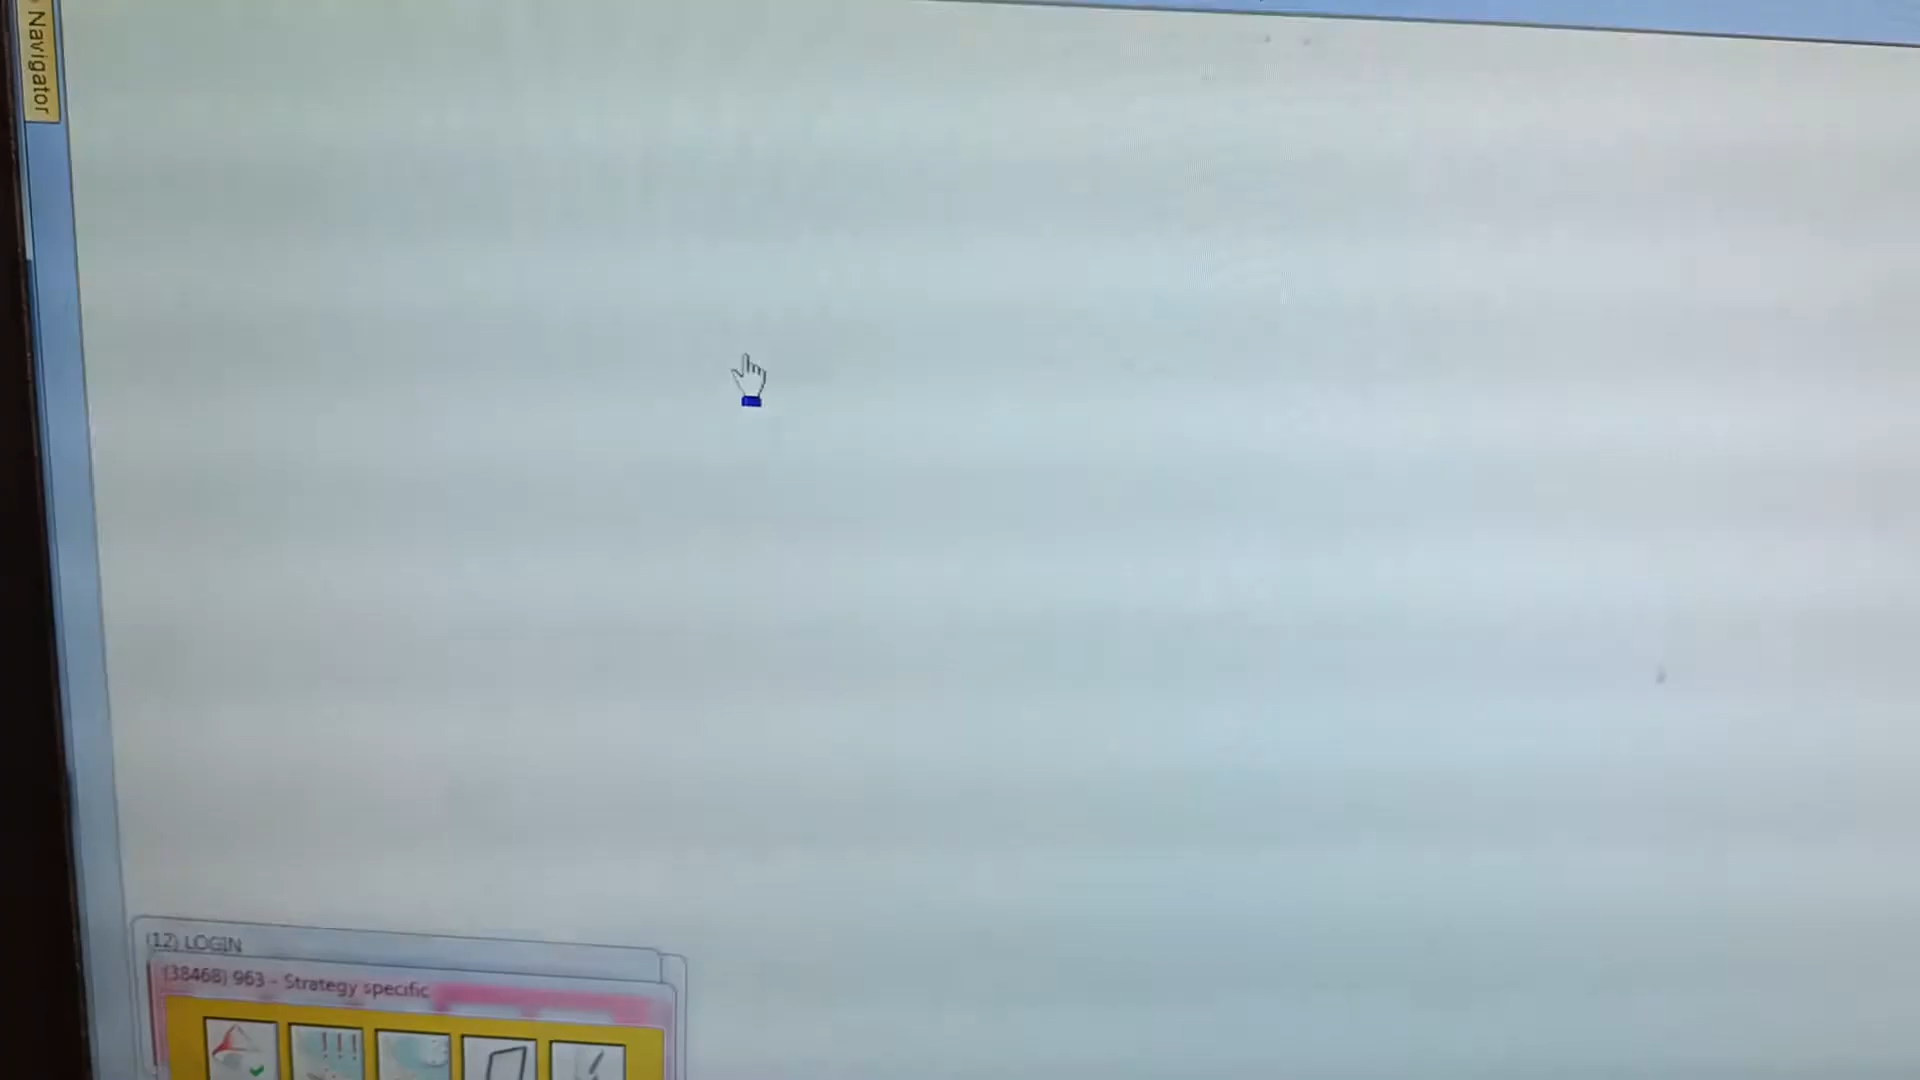 Navigator
(12) LOGIN
(38468) 963 - Strategy specific